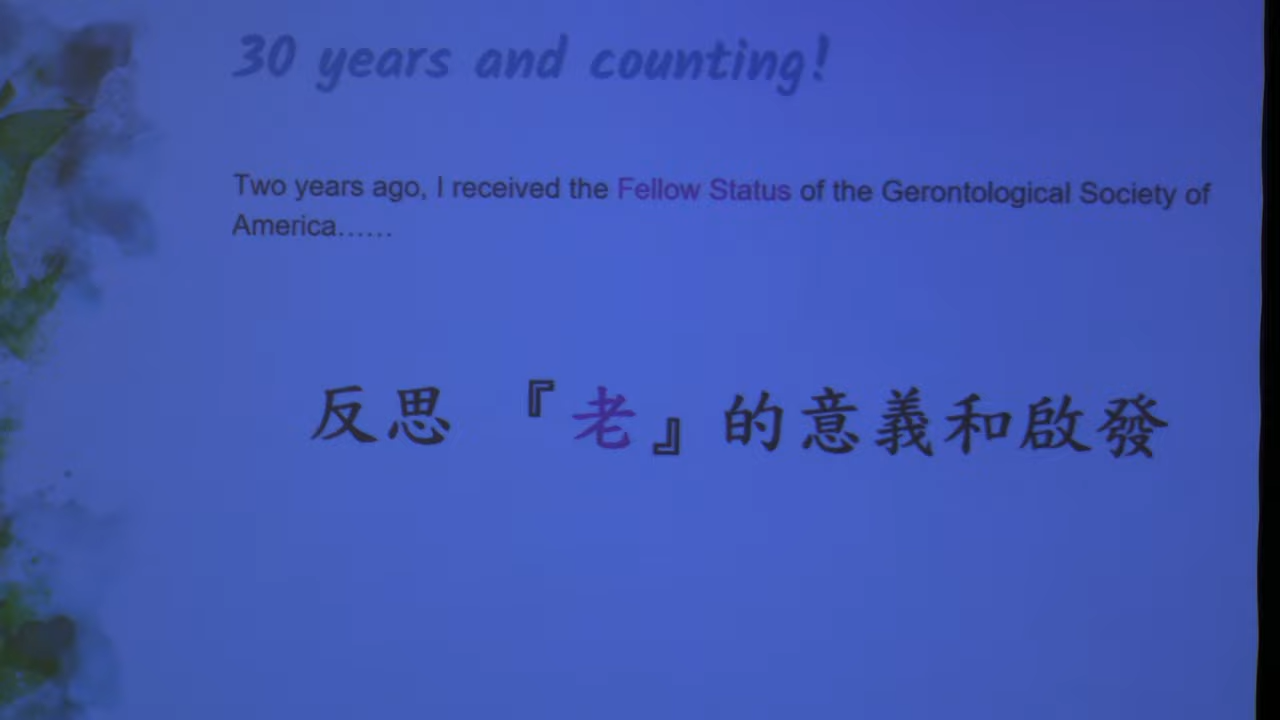 30 years and counting!
Two years ago, I received the Fellow Status of the Gerontological Society of
America……
反思 『老』的意義和啟發